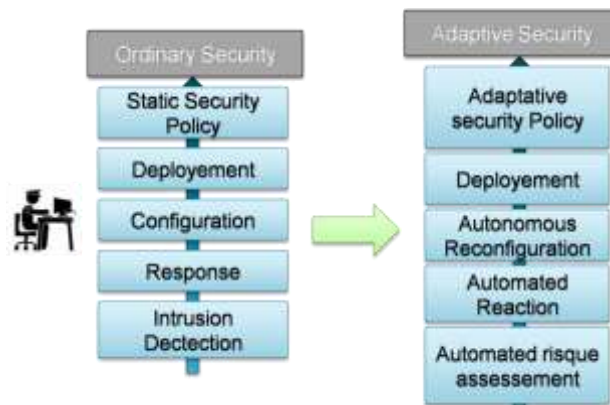 Ordinary Security
Static Security
Policy
Deployement
Configuration
Response
Intrusion
Dectection
Adaptive Security
Adaptative
security Policy
Deployement
Autonomous
Reconfiguration
Automated
Reaction
Automated risque
assessement